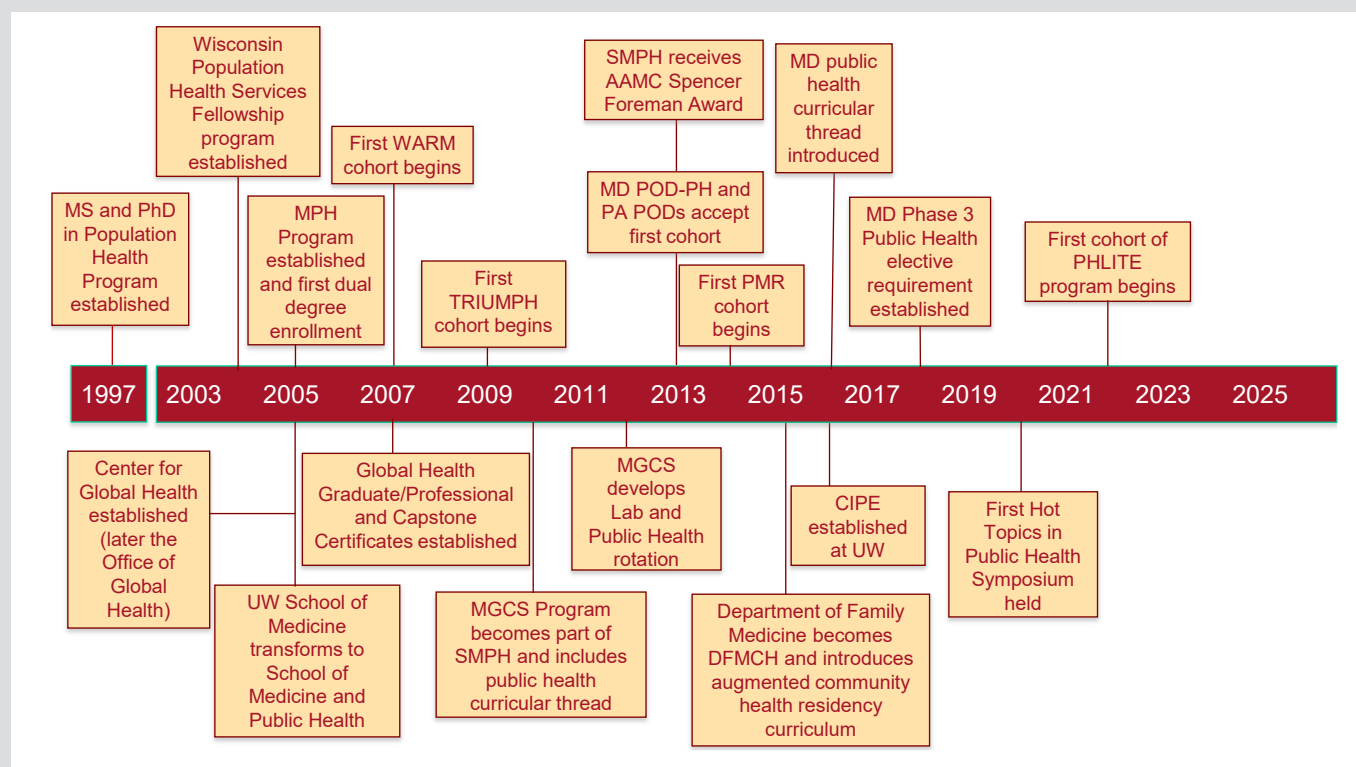 Wisconsin
Population
Health Services
Fellowship
program
established
SMPH receives
AAMC Spencer
Foreman Award
MD public
health
curricular
thread
introduced
First WARM
cohort begins
MS and PhD
in Population
Health
Program
established
MPH
Program
established
and first dual
degree
enrollment
MD POD-PH and
PA PODs accept
first cohort
MD Phase 3
Public Health
elective
requirement
established
First cohort of
PHLITE
program begins
First
TRIUMPH
cohort begins
First PMR
cohort
begins
1997 2003 2005 2007 2009 2011 2013 2015 2017 2019 2021 2023 2025
Center for
Global Health
established
(later the
Office of
Global
Health)
Global Health
Graduate/Professional
and Capstone
Certificates established
MGCS
develops
Lab and
Public Health
rotation
CIPE
established
at UW
First Hot
Topics in
Public Health
Symposium
held
UW School of
Medicine
transforms to
School of
Medicine and
Public Health
MGCS Program
becomes part of
SMPH and includes
public health
curricular thread
Department of Family
Medicine becomes
DFMCH and introduces
augmented community
health residency
curriculum